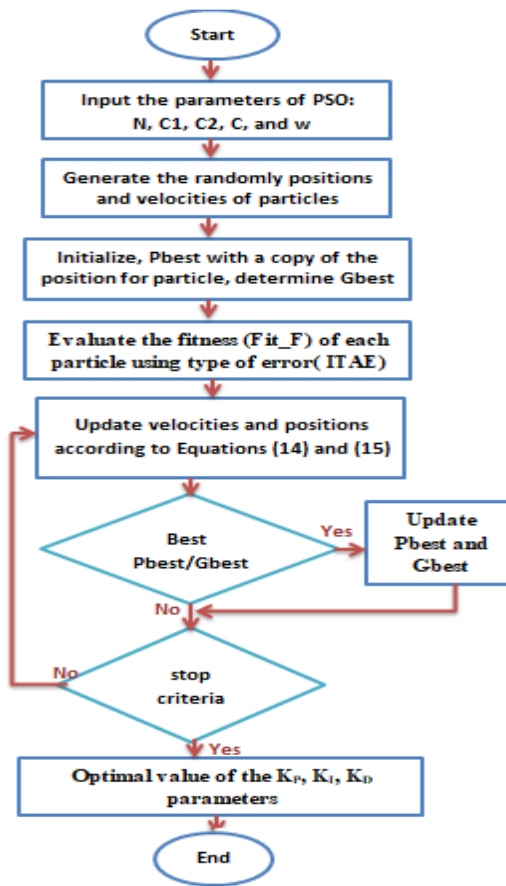 Start
Input the parameters of PSO:
N, C1, C2, C, and w
Generate the randomly positions
and velocities of particles
Initialize, Pbest with a copy of the
position for particle, determine Gbest
Evaluate the fitness (Fit_F) of each
particle using type of error( ITAE)
Update velocities and positions
according to Equations (14) and (15)
Best
Pbest/Gbest
Yes
Update
Pbest and
Gbest
No
stop
criteria
No
Yes
Optimal value of the KP, KI, KD
parameters
End